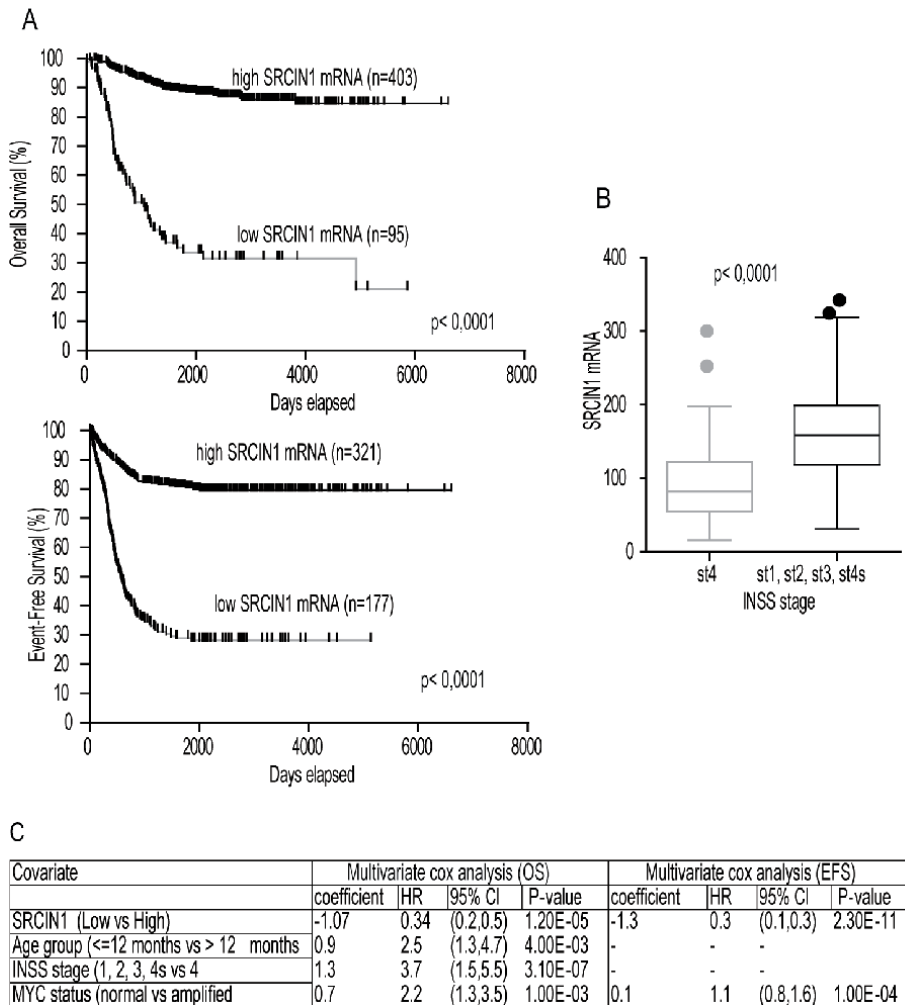 A
100
90
80
70
60
50
40
30
20
10
0
Overall Survival (%)
high SRCIN1 mRNA (n=403)
low SRCIN1 mRNA (n=95)
p< 0,0001
0 2000 4000 6000 8000
Days elapsed
100
90
80
70
60
50
40
30
20
10
0
Event-Free Survival (%)
high SRCIN1 mRNA (n=321)
low SRCIN1 mRNA (n=177)
p< 0,0001
0 2000 4000 6000 8000
Days elapsed
B
p< 0,0001
400
300
200
100
0
SRCIN1 mRNA
st4 st1, st2, st3, st4s
INSS stage
C
Covariate Multivariate cox analysis (OS) Multivariate cox analysis (EFS)
coefficient HR 95% CI P-value coefficient HR 95% CI P-value
SRCIN1 (Low vs High) -1.07 0.34 (0.2,0.5) 1.20E-05 -1.3 0.3 (0.1,0.3) 2.30E-11
Age group (<=12 months vs > 12 months 0.9 2.5 (1.3,4.7) 4.00E-03 - - -
INSS stage (1, 2, 3, 4s vs 4 1.3 3.7 (1.5,5.5) 3.10E-07 - - -
MYC status (normal vs amplified 0.7 2.2 (1.3,3.5) 1.00E-03 0.1 1.1 (0.8,1.6) 1.00E-04